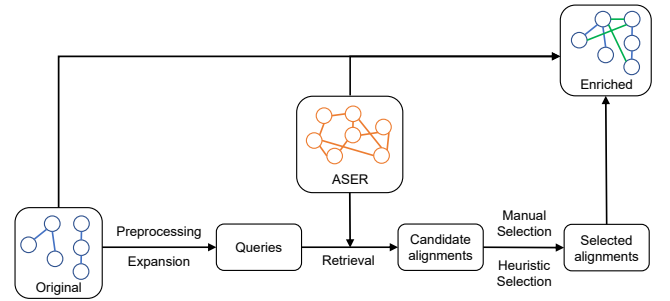 Enriched
ASER
Original
Preprocessing
Expansion
Queries
Retrieval
Candidate
alignments
Manual
Selection
Heuristic
Selection
Selected
alignments